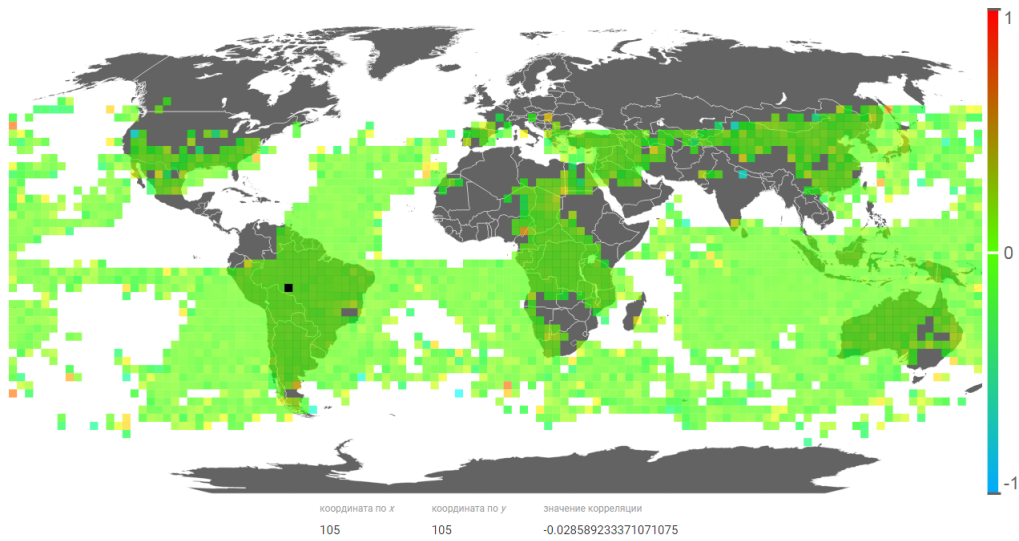 1
0
-1
координата по x координата по y значение корреляции
105 105 -0.028589233371071075